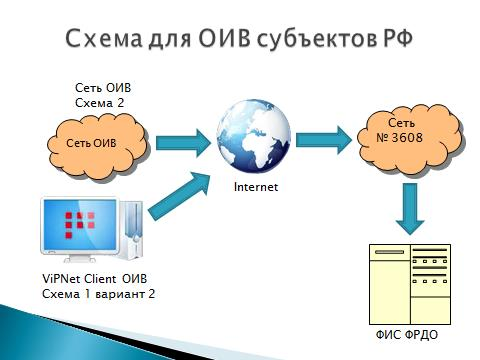 Схема для ОИВ субъектов РФ
Сеть ОИВ
Схема 2
Сеть ОИВ
Internet
Сеть
№ 3608
ViPNet Client ОИВ
Схема 1 вариант 2
ФИС ФРДО